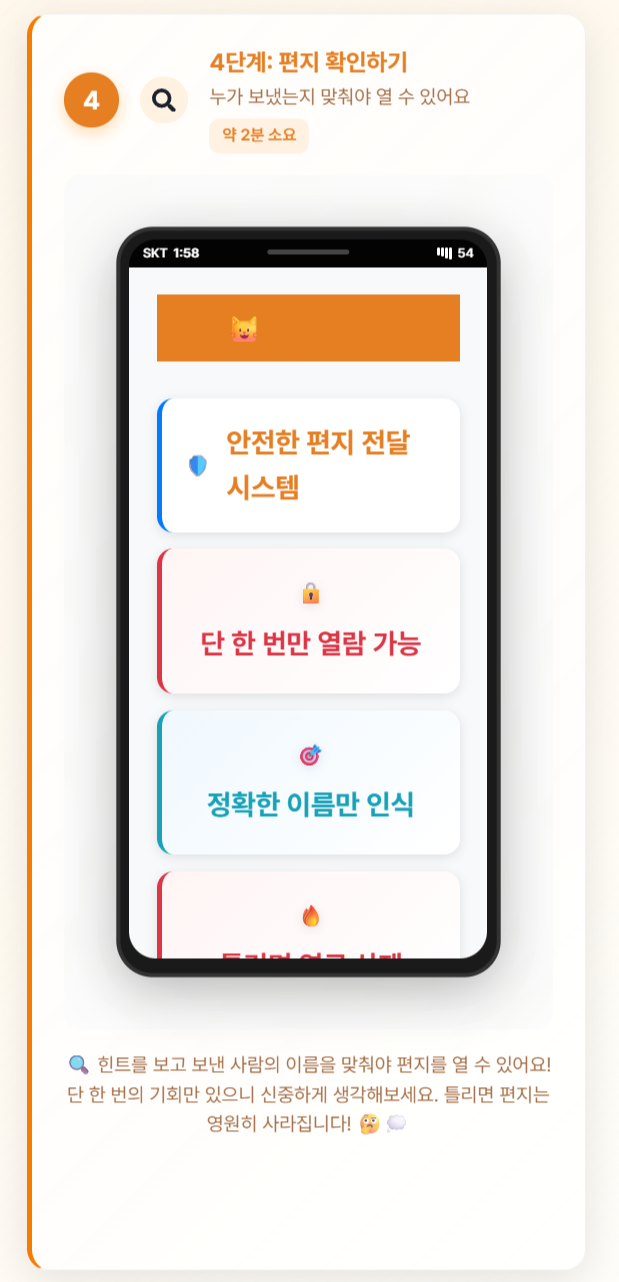 4단계: 편지 확인하기
4
누가 보냈는지 맞춰야 열 수 있어요
약 2분 소요
SKT 1:58
54
안전한 편지 전달
시스템
단 한 번만 열람 가능
정확한 이름만 인식
힌트를 보고 보낸 사람의 이름을 맞춰야 편지를 열 수 있어요!
단 한 번의 기회만 있으니 신중하게 생각해보세요. 틀리면 편지는
영원히 사라집니다!